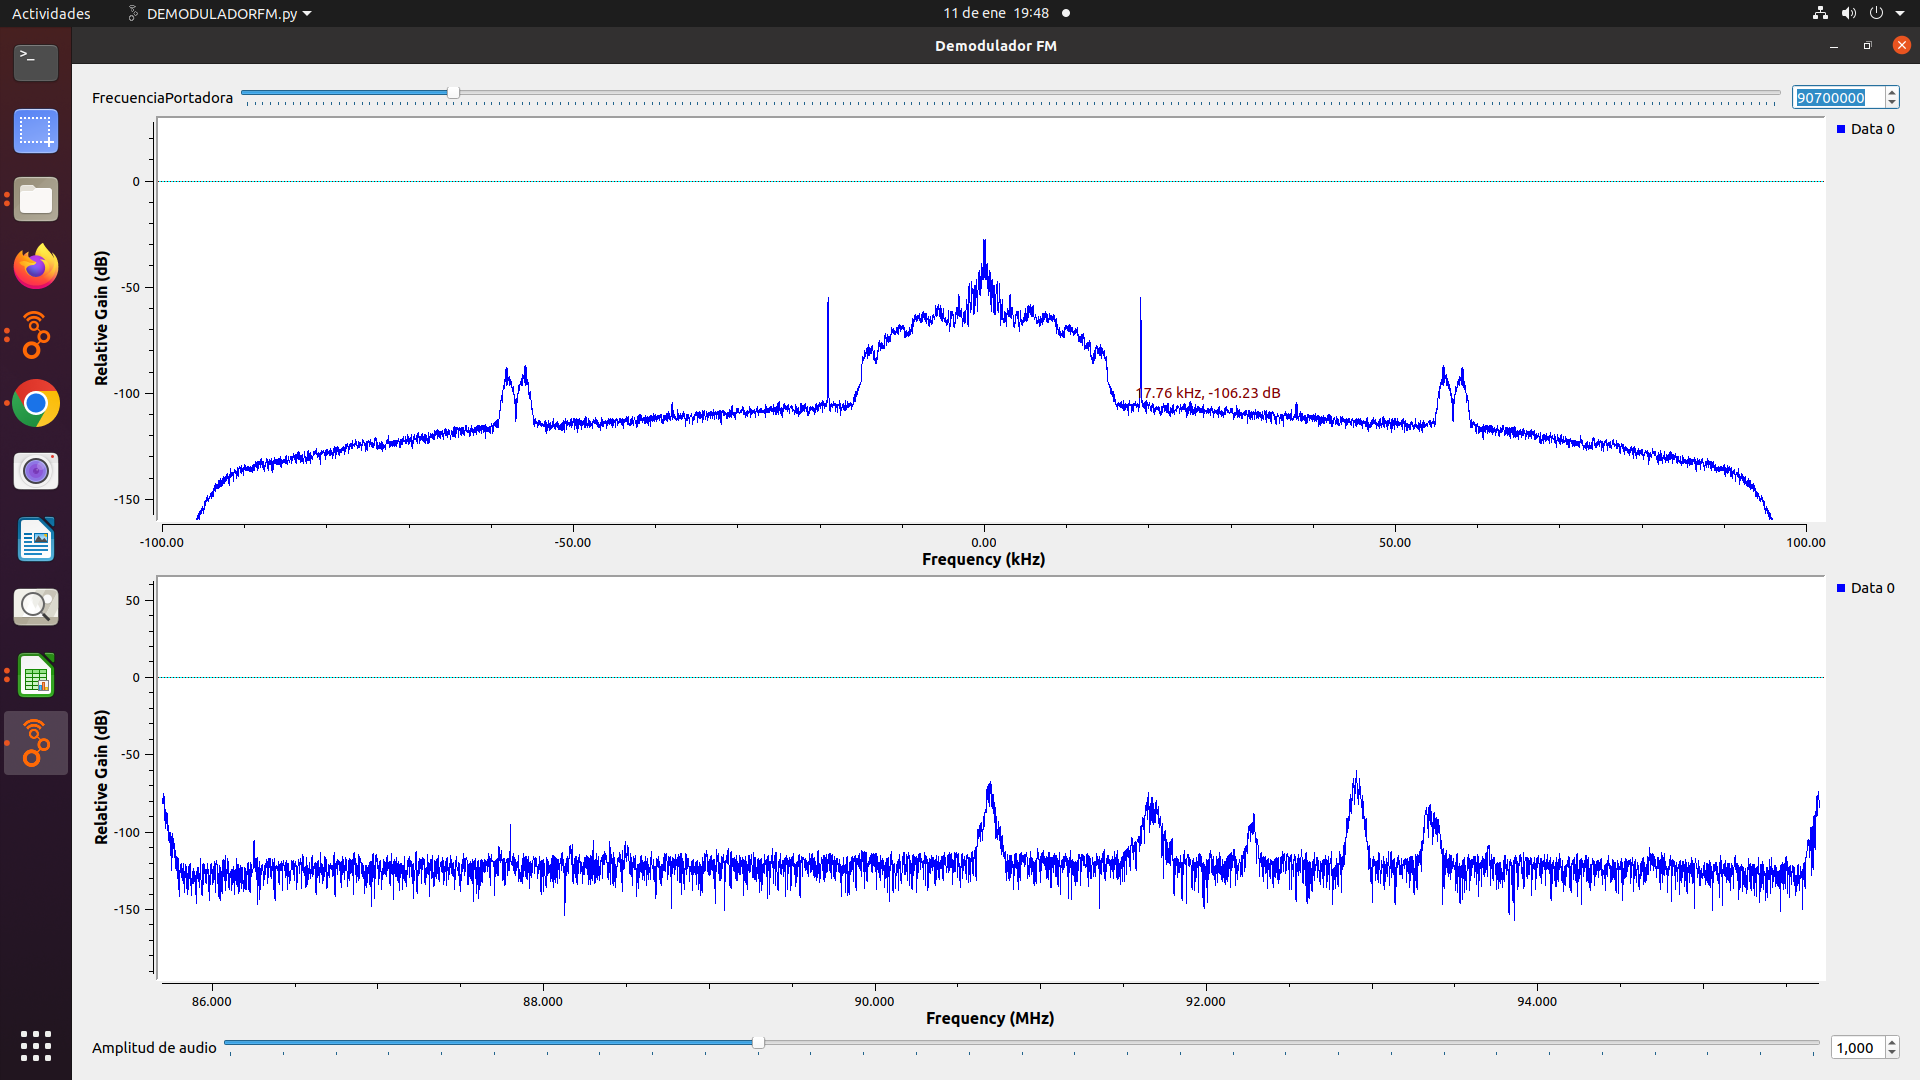 Actividades
DEMODULADORFM.py
11 de ene 19:48
Demodulador FM
FrecuenciaPortadora
90700000
Data 0
0
-50
-100
-150
Relative Gain (dB)
17.76 kHz, -106.23 dB
-100.00
-50.00
0.00
50.00
100.00
Frequency (kHz)
Data 0
50
0
-50
-100
-150
Relative Gain (dB)
86.000
88.000
90.000
92.000
94.000
Frequency (MHz)
Amplitud de audio
1,000